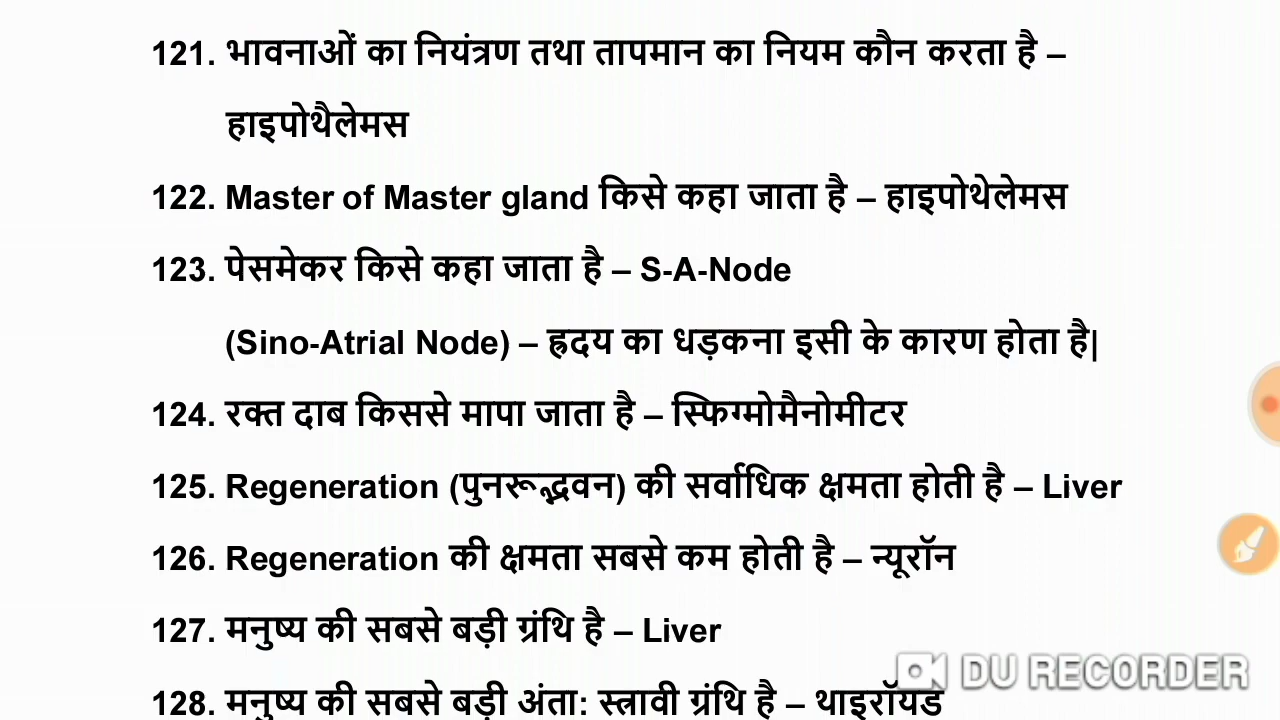 121. भावनाओं का नियंत्रण तथा तापमान का नियम कौन करता है –
हाइपोथैलेमस
122. Master of Master gland किसे कहा जाता है – हाइपोथेलेमस
123. पेसमेकर किसे कहा जाता है – S-A-Node
(Sino-Atrial Node) – ह्रदय का धड़कना इसी के कारण होता है|
124. रक्त दाब किससे मापा जाता है – स्फिग्मोमैनोमीटर
125. Regeneration (पुनरूद्भवन) की सर्वाधिक क्षमता होती है – Liver
126. Regeneration की क्षमता सबसे कम होती है – न्यूरॉन
127. मनुष्य की सबसे बड़ी ग्रंथि है – Liver
DU RECORDER
128. मनुष्य की सबसे बड़ी अंता: स्त्रावी ग्रंथि है – थाइरॉयड